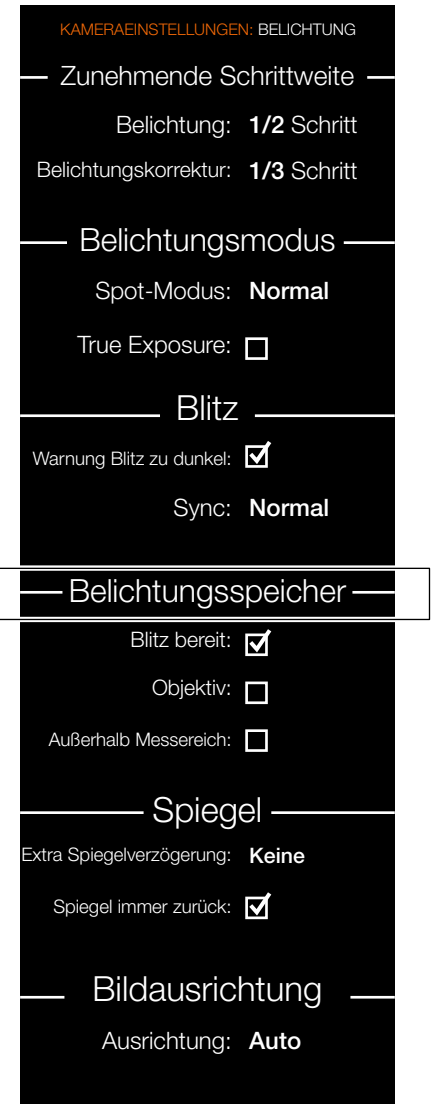 KAMERAEINSTELLUNGEN: BELICHTUNG
Zunehmende Schrittweite
Belichtung: 1/2 Schritt
Belichtungskorrektur: 1/3 Schritt
Belichtungsmodus
Spot-Modus: Normal
True Exposure:
Blitz
Warnung Blitz zu dunkel:
Sync: Normal
Belichtungsspeicher
Blitz bereit:
Objektiv:
Außerhalb Messereich:
Spiegel
Extra Spiegelverzögerung: Keine
Spiegel immer zurück:
Bildausrichtung
Ausrichtung: Auto